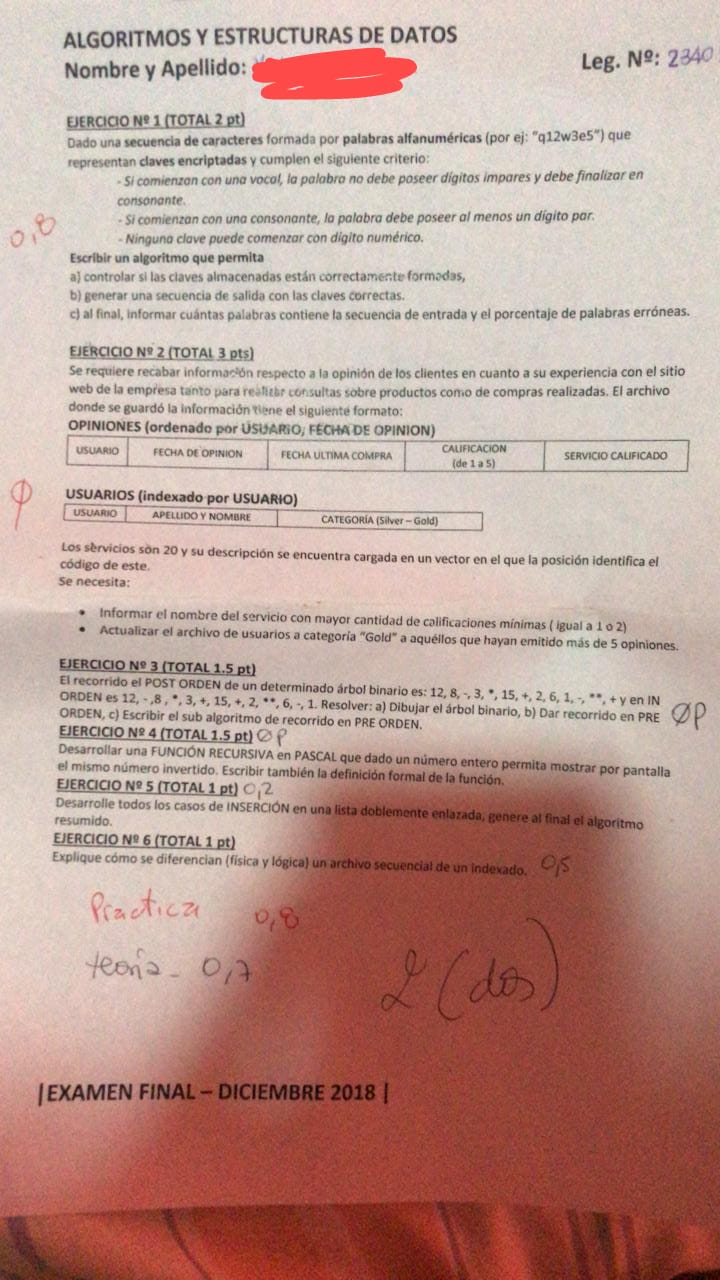 ALGORITMOS Y ESTRUCTURAS DE DATOS
Nombre y Apellido:
Leg. Nº: 2340
EJERCICIO Nº 1 (TOTAL 2 pt)
Dado una secuencia de caracteres formada por palabras alfanuméricas (por ej: "q12w3e5") que
representan claves encriptadas y cumplen el siguiente criterio:
- Si comienzan con una vocal, la palabra no debe poseer dígitos impares y debe finalizar en
consonante.
- Si comienzan con una consonante, la palabra debe poseer al menos un dígito par.
0,8
- Ninguna clave puede comenzar con dígito numérico.
Escribir un algoritmo que permita
a) controlar si las claves almacenadas están correctamente formadas,
b) generar una secuencia de salida con las claves correctas.
c) al final, informar cuántas palabras contiene la secuencia de entrada y el porcentaje de palabras erróneas.
EJERCICIO Nº 2 (TOTAL 3 pts)
Se requiere recabar información respecto a la opinión de los clientes en cuanto a su experiencia con el sitio
web de la empresa tanto para realizar consultas sobre productos como de compras realizadas. El archivo
donde se guardó la información tiene el siguiente formato:
OPINIONES (ordenado por USUARIO, FECHA DE OPINION)
USUARIO FECHA DE OPINION FECHA ULTIMA COMPRA CALIFICACION (de 1 a 5) SERVICIO CALIFICADO
USUARIOS (indexado por USUARIO)
USUARIO APELLIDO Y NOMBRE CATEGORÍA (Silver – Gold)
Los servicios son 20 y su descripción se encuentra cargada en un vector en el que la posición identifica el
código de este.
Se necesita:
• Informar el nombre del servicio con mayor cantidad de calificaciones mínimas ( igual a 1 o 2)
• Actualizar el archivo de usuarios a categoría "Gold" a aquéllos que hayan emitido más de 5 opiniones.
EJERCICIO Nº 3 (TOTAL 1.5 pt)
El recorrido el POST ORDEN de un determinado árbol binario es: 12, 8, -, 3, *, 15, +, 2, 6, 1, -, **, + y en IN
ORDEN es 12, - ,8 , *, 3, +, 15, +, 2, **, 6, -, 1. Resolver: a) Dibujar el árbol binario, b) Dar recorrido en PRE
ORDEN, c) Escribir el sub algoritmo de recorrido en PRE ORDEN. ØP
EJERCICIO Nº 4 (TOTAL 1.5 pt) ØP
Desarrollar una FUNCIÓN RECURSIVA en PASCAL que dado un número entero permita mostrar por pantalla
el mismo número invertido. Escribir también la definición formal de la función.
EJERCICIO Nº 5 (TOTAL 1 pt) 0,2
Desarrolle todos los casos de INSERCIÓN en una lista doblemente enlazada, genere al final el algoritmo
resumido.
EJERCICIO Nº 6 (TOTAL 1 pt)
Explique cómo se diferencian (física y lógica) un archivo secuencial de un indexado. 0,5
Practica 0,8
teoría - 0,7
2 (dos)
|EXAMEN FINAL – DICIEMBRE 2018 |